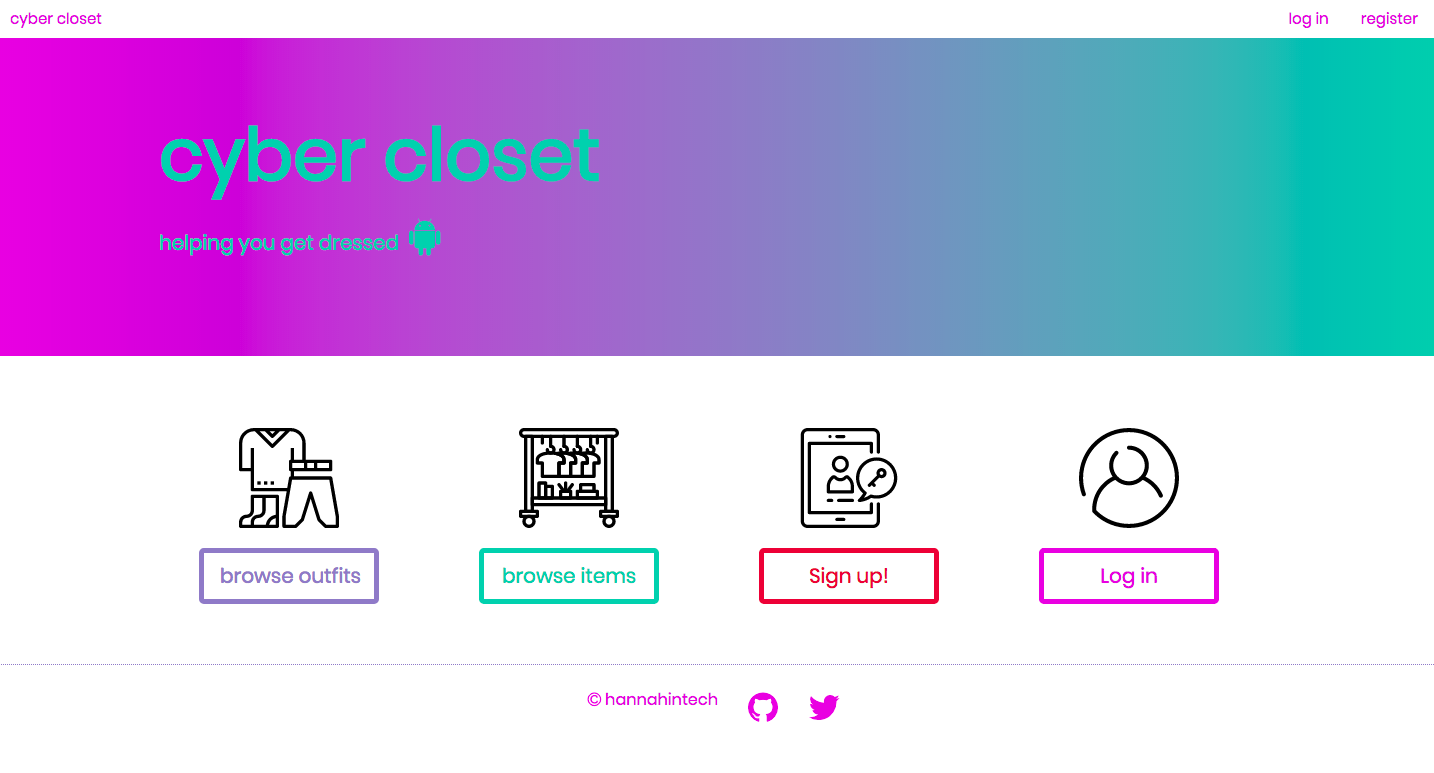 cyber closet log in register
cyber closet
helping you get dressed
browse outfits browse items Sign up! Log in
© hannahintech